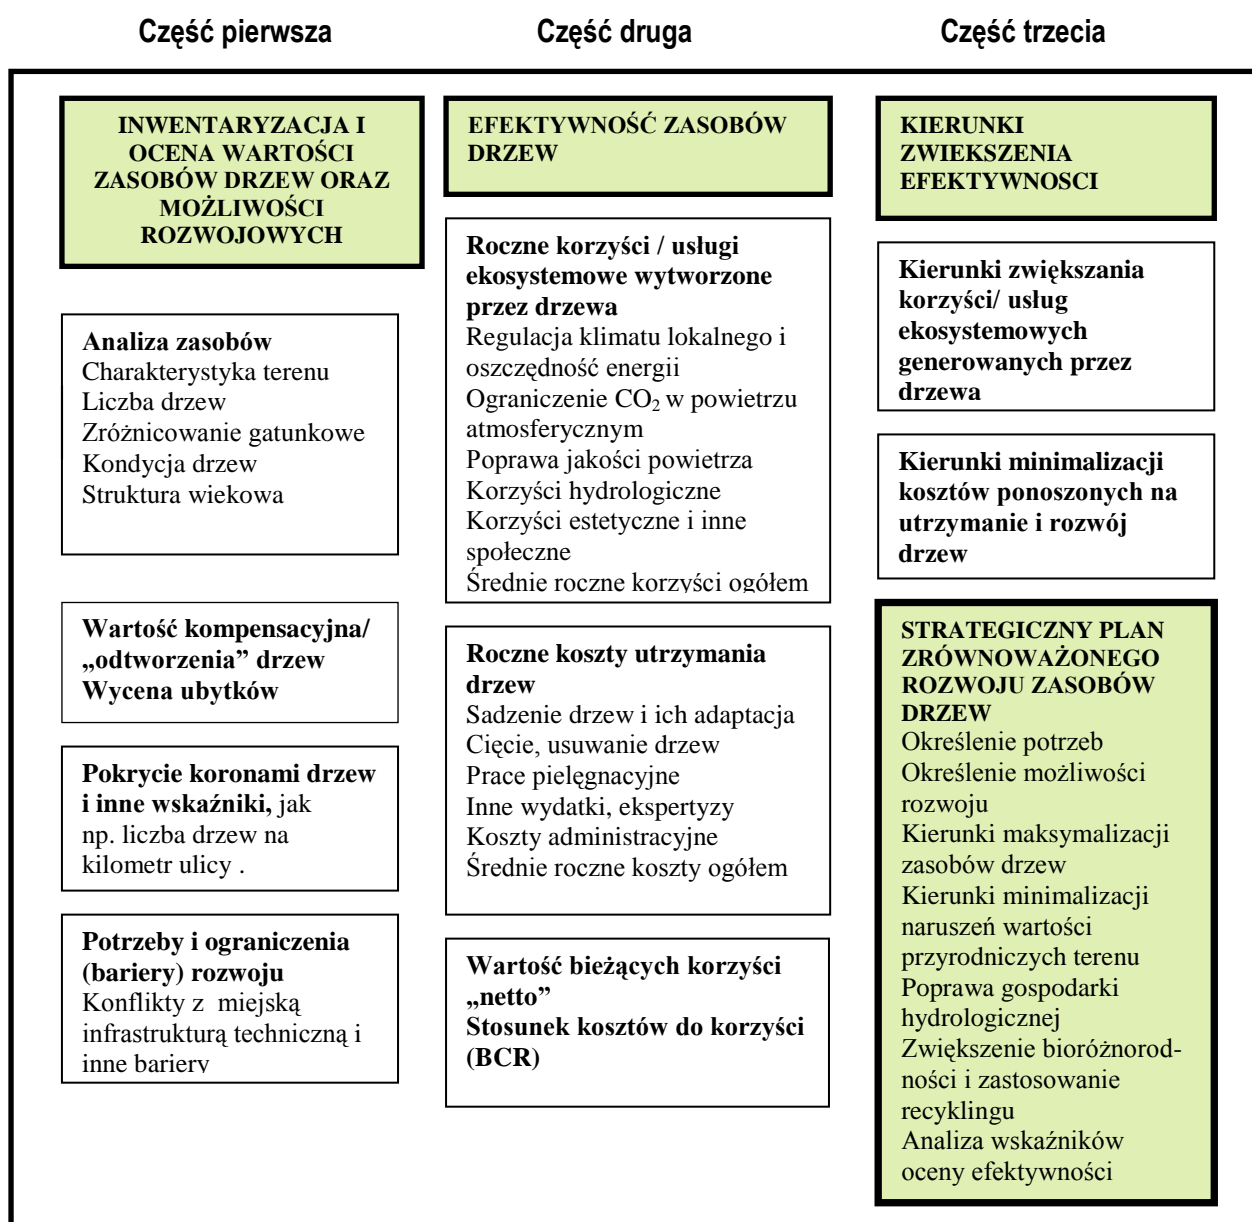 Część pierwsza
Część druga
Część trzecia
INWENTARYZACJA I
OCENA WARTOŚCI
ZASOBÓW DRZEW ORAZ
MOŻLIWOŚCI
ROZWOJOWYCH
Analiza zasobów
Charakterystyka terenu
Liczba drzew
Zróżnicowanie gatunkowe
Kondycja drzew
Struktura wiekowa
Wartość kompensacyjna/
„odtworzenia” drzew
Wycena ubytków
Pokrycie koronami drzew
i inne wskaźniki, jak
np. liczba drzew na
kilometr ulicy .
Potrzeby i ograniczenia
(bariery) rozwoju
Konflikty z miejską
infrastrukturą techniczną i
inne bariery
EFEKTYWNOŚĆ ZASOBÓW
DRZEW
Roczne korzyści / usługi
ekosystemowe wytworzone
przez drzewa
Regulacja klimatu lokalnego i
oszczędność energii
Ograniczenie CO₂ w powietrzu
atmosferycznym
Poprawa jakości powietrza
Korzyści hydrologiczne
Korzyści estetyczne i inne
społeczne
Średnie roczne korzyści ogółem
Roczne koszty utrzymania
drzew
Sadzenie drzew i ich adaptacja
Cięcie, usuwanie drzew
Prace pielęgnacyjne
Inne wydatki, ekspertyzy
Koszty administracyjne
Średnie roczne koszty ogółem
Wartość bieżących korzyści
„netto”
Stosunek kosztów do korzyści
(BCR)
KIERUNKI
ZWIEKSZENIA
EFEKTYWNOSCI
Kierunki zwiększania
korzyści/ usług
ekosystemowych
generowanych przez
drzewa
Kierunki minimalizacji
kosztów ponoszonych na
utrzymanie i rozwój
drzew
STRATEGICZNY PLAN
ZRÓWNOWAŻONEGO
ROZWOJU ZASOBÓW
DRZEW
Określenie potrzeb
Określenie możliwości
rozwoju
Kierunki maksymalizacji
zasobów drzew
Kierunki minimalizacji
naruszeń wartości
przyrodniczych terenu
Poprawa gospodarki
hydrologicznej
Zwiększenie bioróżnorod-
ności i zastosowanie
recyklingu
Analiza wskaźników
oceny efektywności